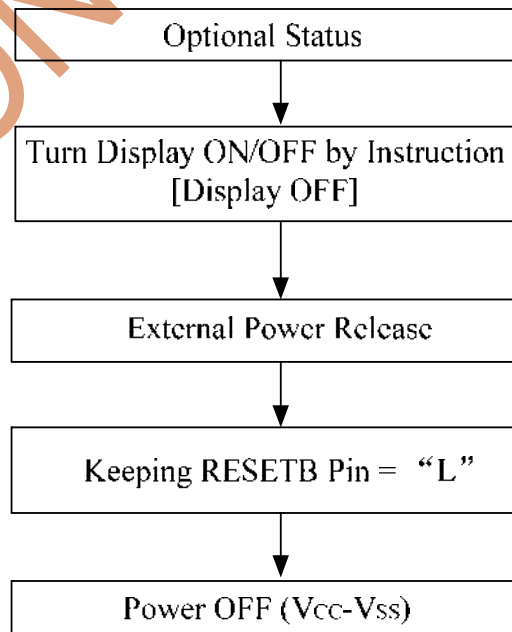 Optional Status
Turn Display ON/OFF by Instruction
[Display OFF]
External Power Release
Keeping RESETB Pin = “L”
Power OFF (Vcc-Vss)